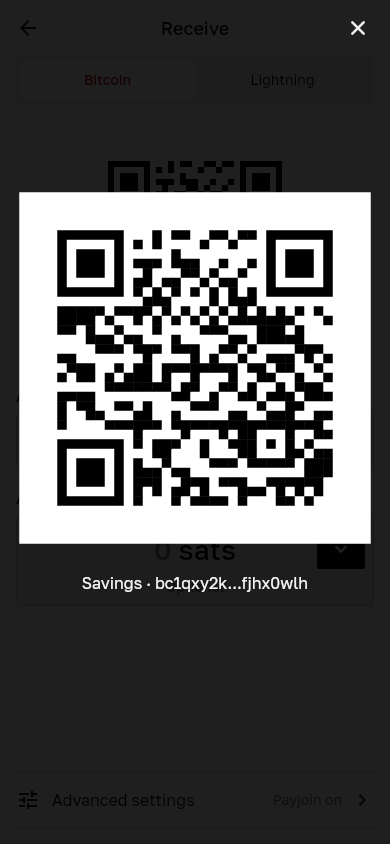 Receive
Bitcoin
Lightning
0 sats
Savings · bc1qxy2k...fjhx0wlh
Advanced settings
Payjoin on